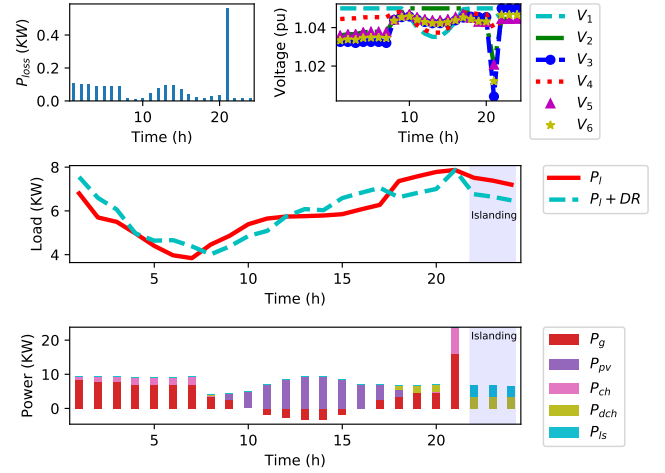 P_loss (KW)
0.4
0.2
0.0
10
20
Time (h)
Voltage (pu)
1.04
1.02
0
10
20
Time (h)
V_1
V_2
V_3
V_4
V_5
V_6
Load (KW)
8
6
4
5
10
15
20
Time (h)
Islanding
P_l
P_l + DR
Power (KW)
20
10
0
5
10
15
20
Time (h)
Islanding
P_g
P_pv
P_ch
P_dch
P_ls